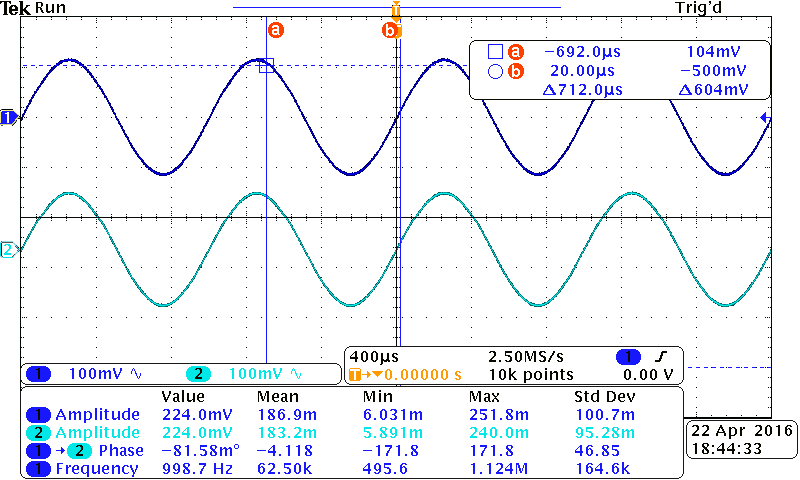 Tek Run Trig'd
T
a b
a −692.0µs 104mV
b 20.00µs −500mV
Δ712.0µs Δ604mV
1
2
1 100mV 2 100mV
400µs 2.50MS/s 1
T→▼0.00000 s 10k points 0.00 V
Value Mean Min Max Std Dev
1 Amplitude 224.0mV 186.9m 6.031m 251.8m 100.7m
2 Amplitude 224.0mV 183.2m 5.891m 240.0m 95.28m
1→2 Phase −81.58m° −4.118 −171.8 171.8 46.85
1 Frequency 998.7 Hz 62.50k 495.6 1.124M 164.6k
22 Apr 2016
18:44:33